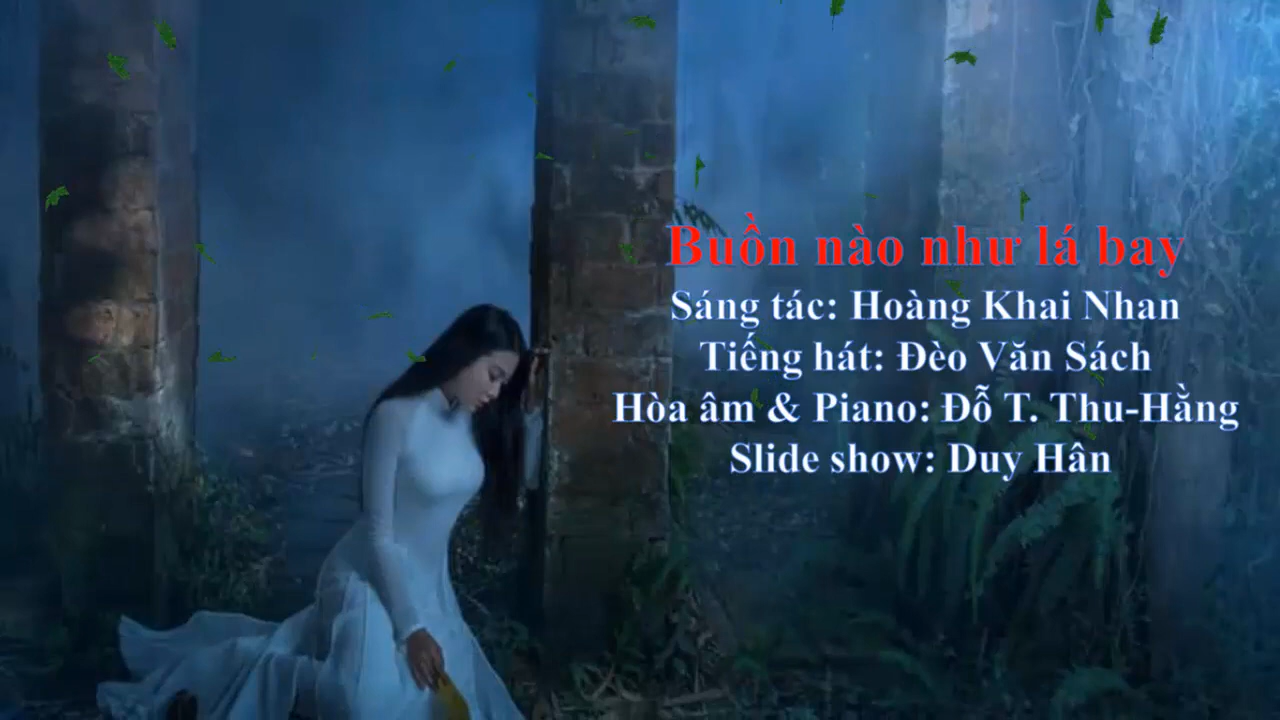 Buồn nào như lá bay
Sáng tác: Hoàng Khai Nhan
Tiếng hát: Đèo Văn Sách
Hòa âm & Piano: Đỗ T. Thu-Hằng
Slide show: Duy Hân